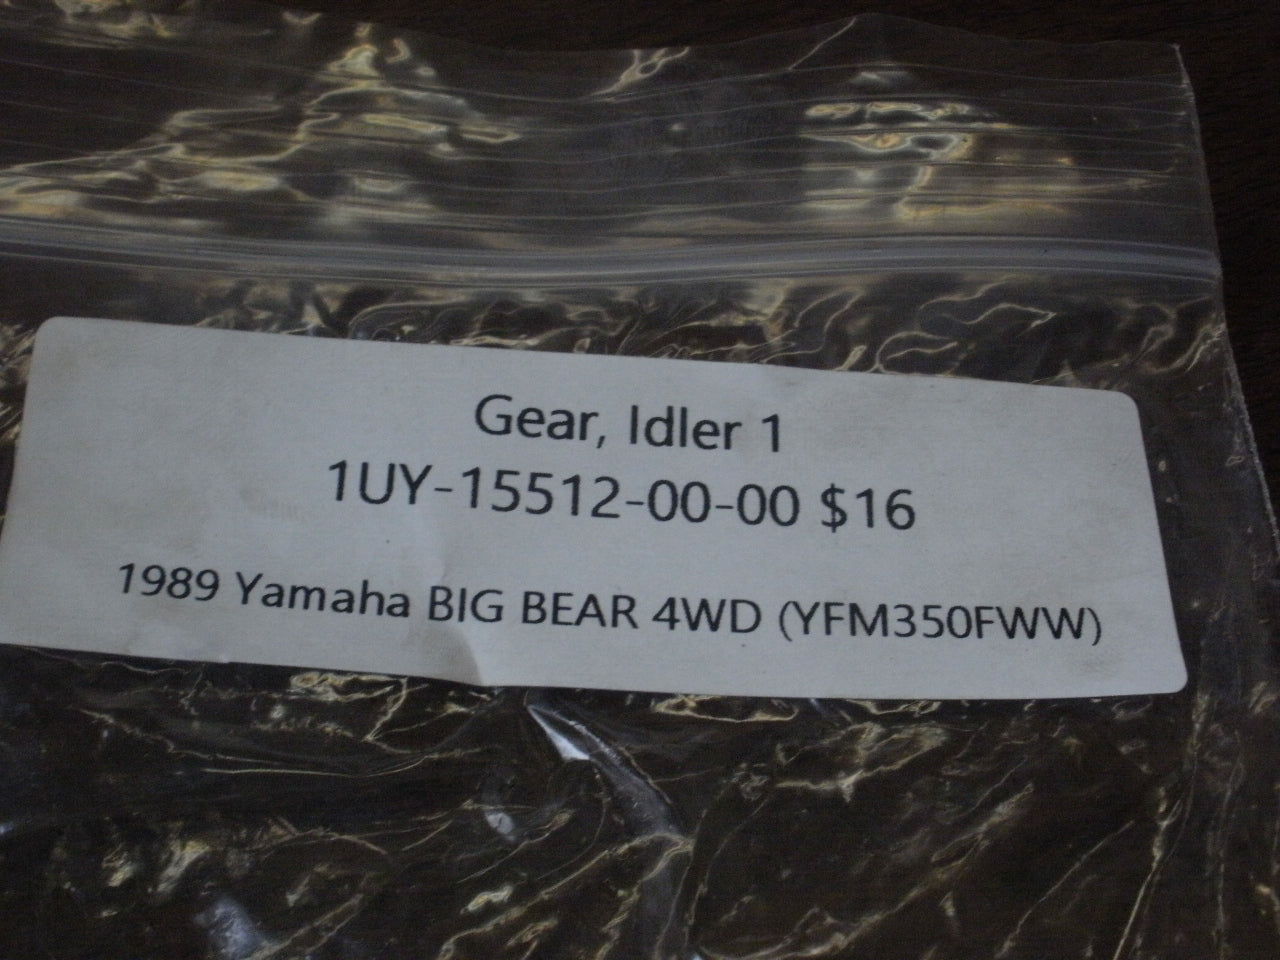 Gear, Idler 1
1UY-15512-00-00 $16
1989 Yamaha BIG BEAR 4WD (YFM350FWW)